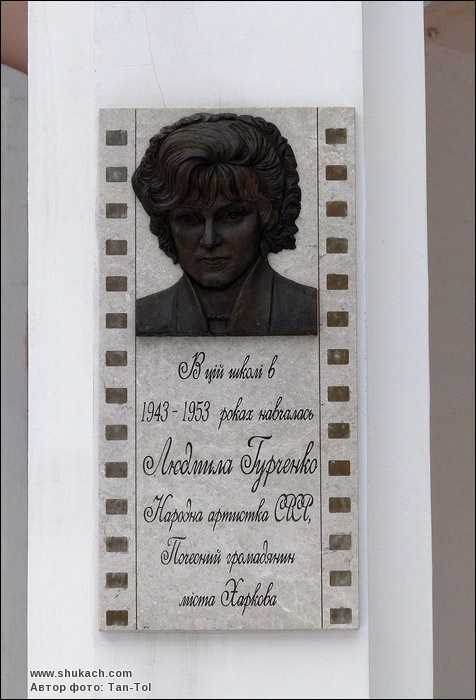 В цій школі в
1943-1953 роках навчалась
Людмила Гурченко
Народна артистка СРСР,
Почесний громадянин
міста Харкова
www.shukach.com
Автор фото: Tan-Tol